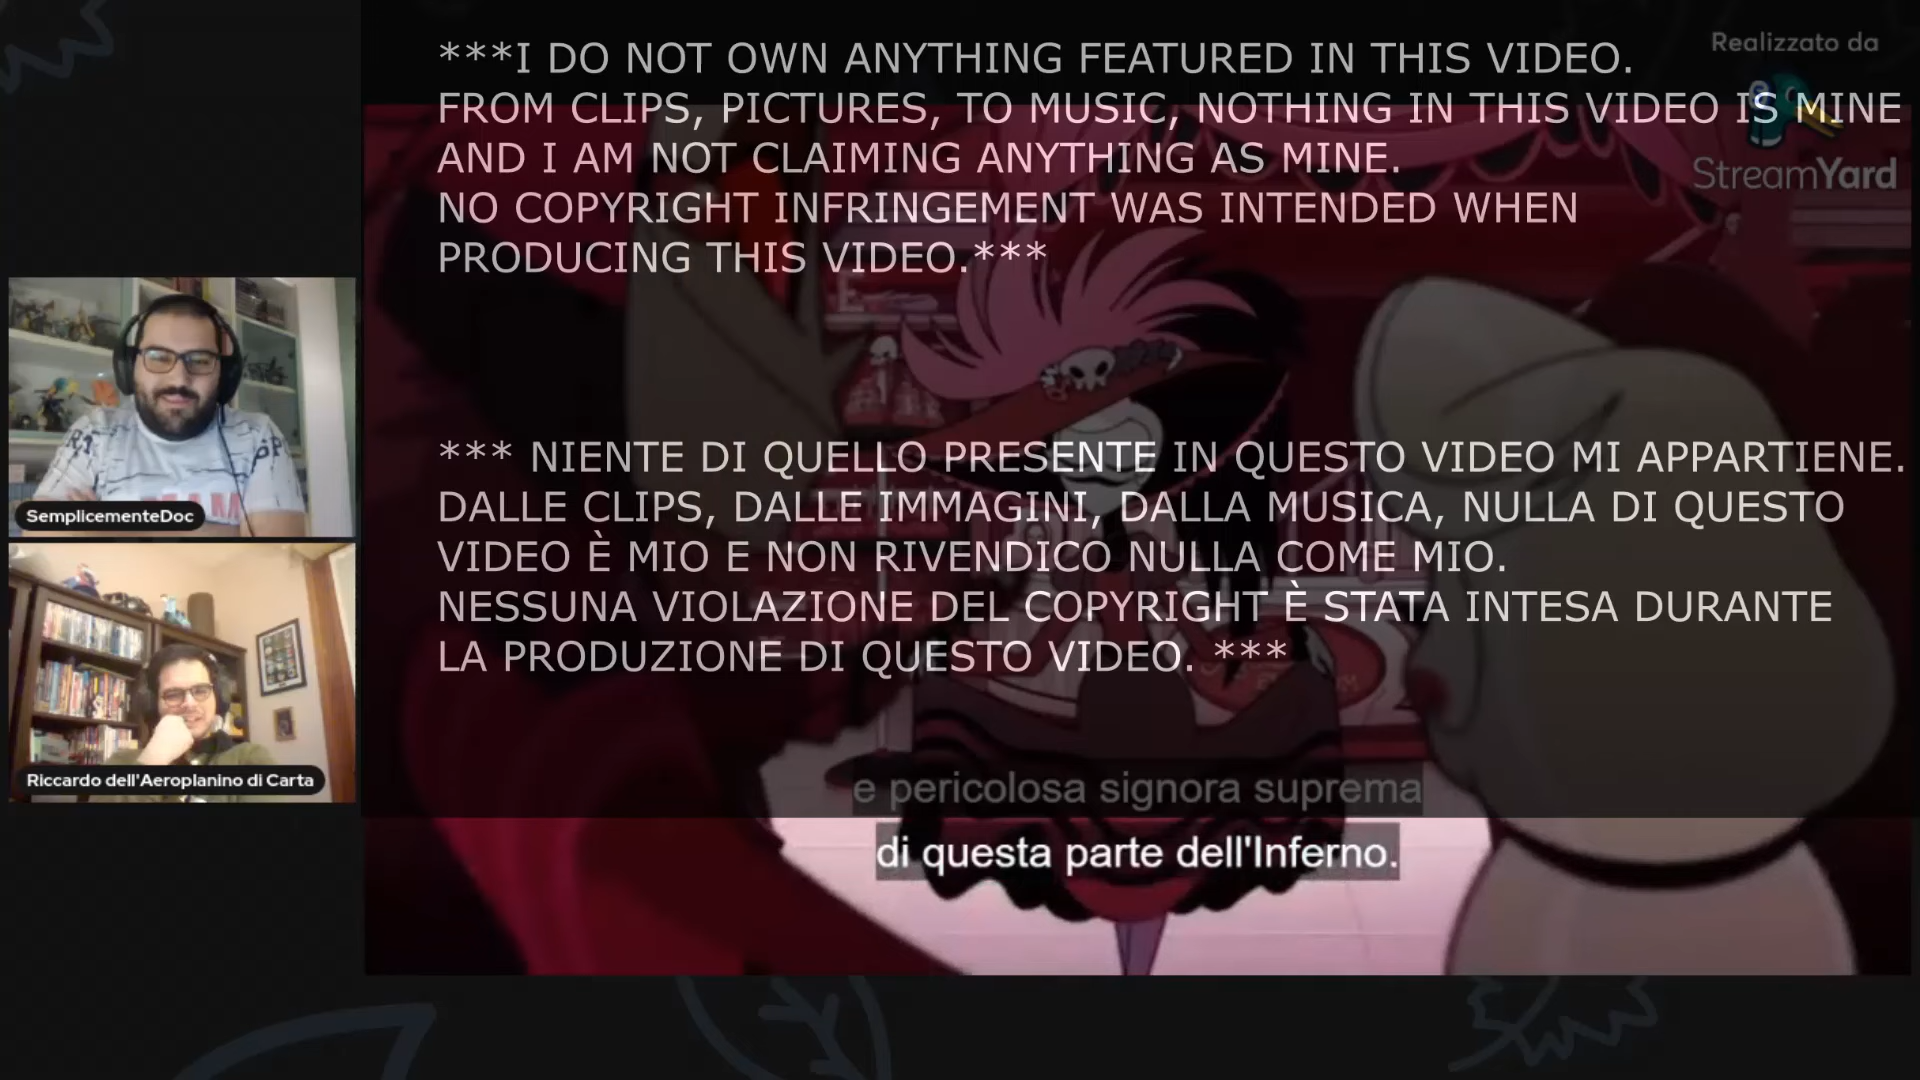 ***I DO NOT OWN ANYTHING FEATURED IN THIS VIDEO.
FROM CLIPS, PICTURES, TO MUSIC, NOTHING IN THIS VIDEO IS MINE
AND I AM NOT CLAIMING ANYTHING AS MINE.
NO COPYRIGHT INFRINGEMENT WAS INTENDED WHEN
PRODUCING THIS VIDEO.***
Realizzato da
StreamYard
*** NIENTE DI QUELLO PRESENTE IN QUESTO VIDEO MI APPARTIENE.
DALLE CLIPS, DALLE IMMAGINI, DALLA MUSICA, NULLA DI QUESTO
VIDEO È MIO E NON RIVENDICO NULLA COME MIO.
NESSUNA VIOLAZIONE DEL COPYRIGHT È STATA INTESA DURANTE
LA PRODUZIONE DI QUESTO VIDEO. ***
SemplicementeDoc
Riccardo dell'Aeroplanino di Carta
e pericolosa signora suprema
di questa parte dell'Inferno.